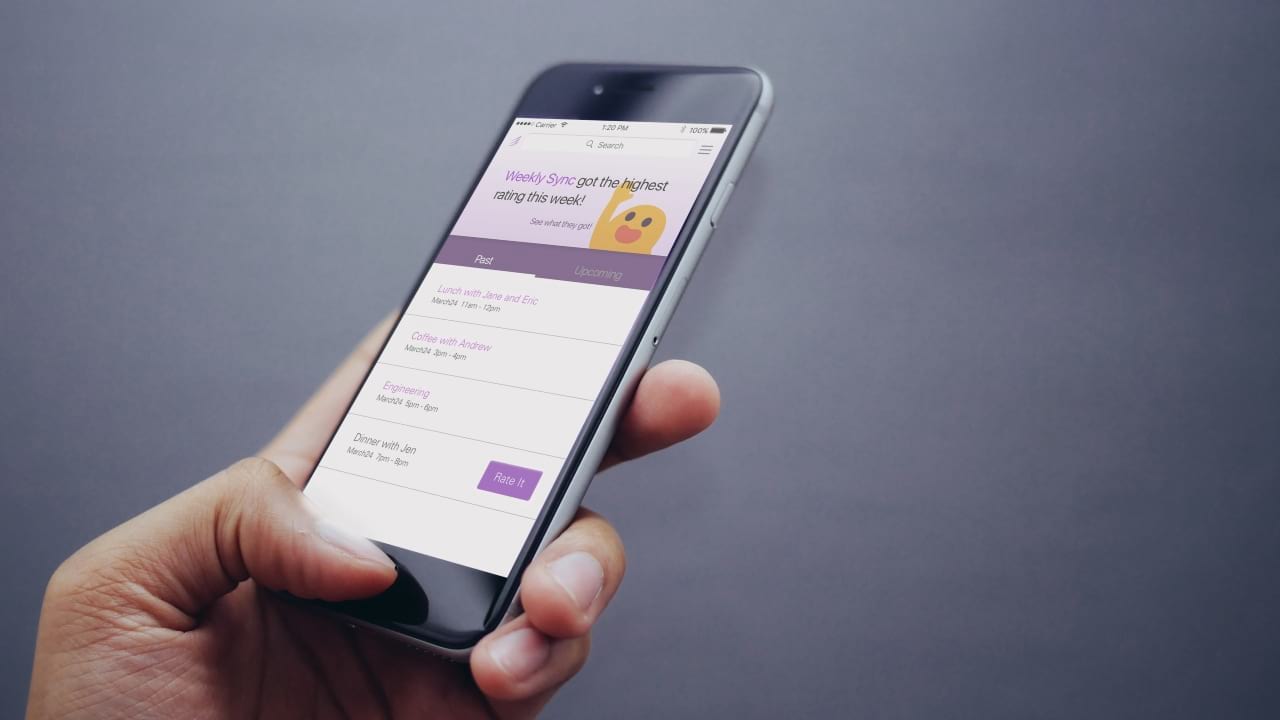 Carrier 1:20 PM 100%
Search
Weekly Sync got the highest
rating this week!
See what they got!
Past Upcoming
Lunch with Jane and Eric
March24 11am - 12pm
Coffee with Andrew
March24 3pm - 4pm
Engineering
March24 5pm - 6pm
Dinner with Jen
March24 7pm - 8pm
Rate It